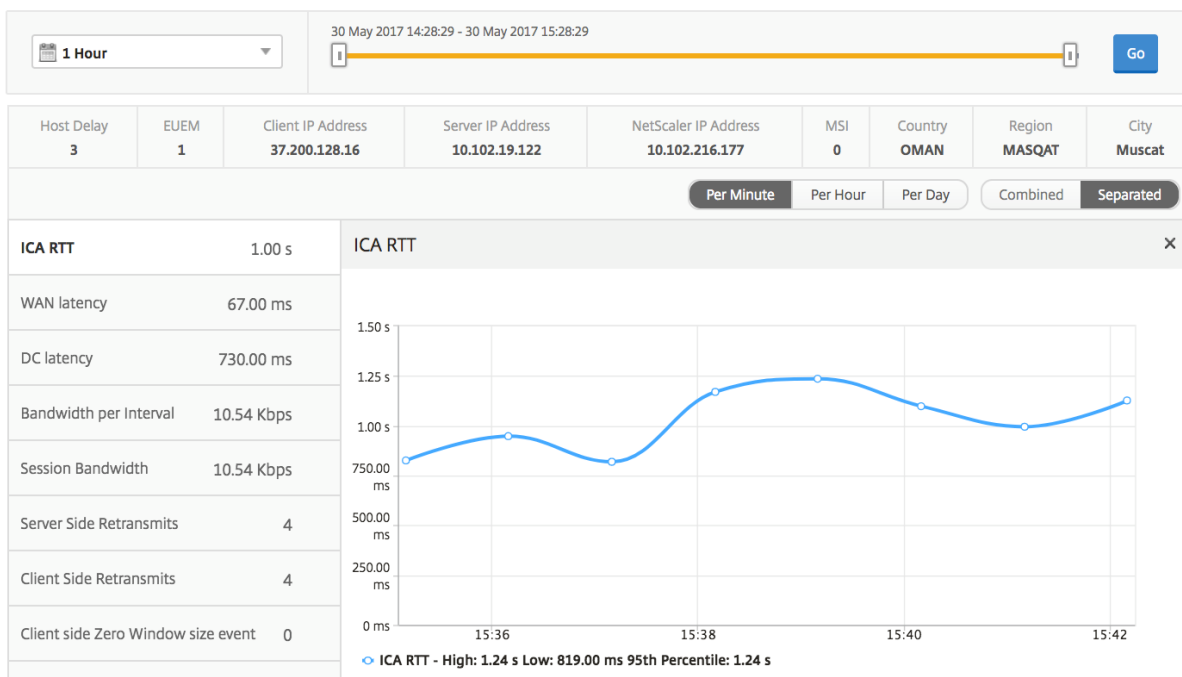 30 May 2017 14:28:29 - 30 May 2017 15:28:29
1 Hour
Go
Host Delay EUEM Client IP Address Server IP Address NetScaler IP Address MSI Country Region City
3 1 37.200.128.16 10.102.19.122 10.102.216.177 0 OMAN MASQAT Muscat
Per Minute Per Hour Per Day Combined Separated
ICA RTT 1.00 s
WAN latency 67.00 ms
DC latency 730.00 ms
Bandwidth per Interval 10.54 Kbps
Session Bandwidth 10.54 Kbps
Server Side Retransmits 4
Client Side Retransmits 4
Client side Zero Window size event 0
ICA RTT ×
1.50 s
1.25 s
1.00 s
750.00
ms
500.00
ms
250.00
ms
0 ms
15:36 15:38 15:40 15:42
ICA RTT - High: 1.24 s Low: 819.00 ms 95th Percentile: 1.24 s